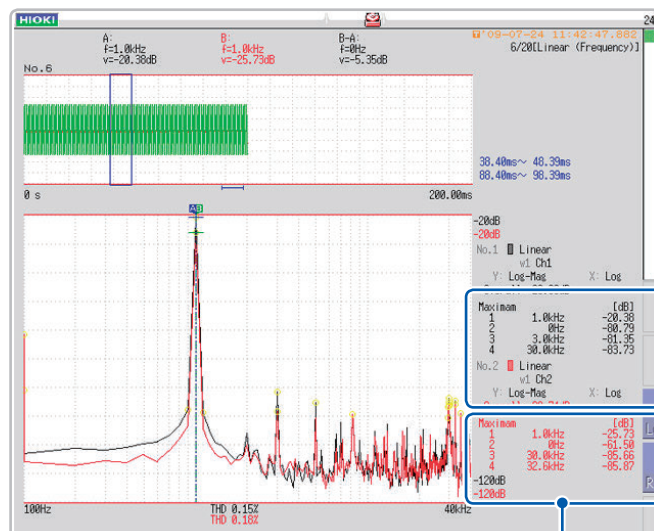 HIOKI
24
A: B: B-A:
f=1.0kHz f=1.0kHz f=0Hz
v=-20.38dB v=-25.73dB v=-5.35dB
'09-07-24 11:42:47.882
6/20[Linear (Frequency)]
No.6
38.40ms～ 48.39ms
88.40ms～ 98.39ms
0 s 200.00ms
AB
-20dB
-20dB
No.1 Linear
w1 Ch1
Y: Log-Mag X: Log
Maximam [dB]
1 1.0kHz -20.38
2 0Hz -80.79
3 3.0kHz -81.35
4 30.0kHz -83.73
No.2 Linear
w1 Ch2
Y: Log-Mag X: Log
Maximam [dB]
1 1.0kHz -25.73
2 0Hz -61.50
3 30.0kHz -85.66
4 32.6kHz -85.87
-120dB
-120dB
100Hz THD 0.15% 40kHz
THD 0.18%